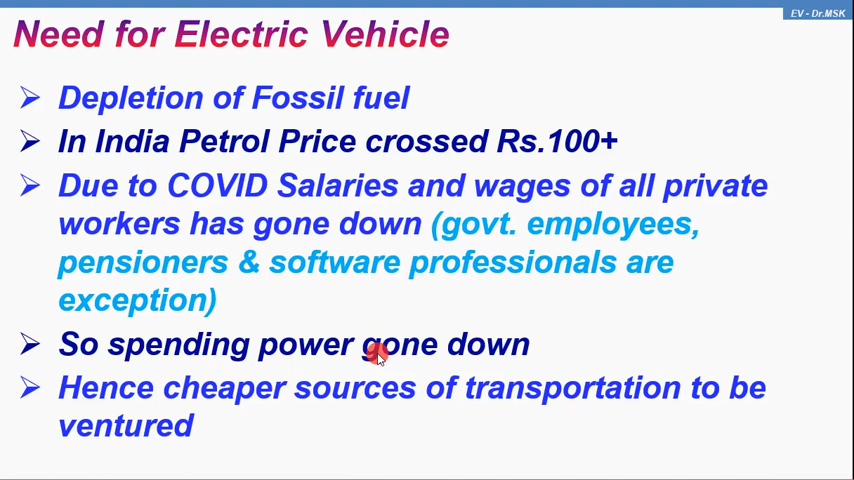 EV - Dr.MSK
Need for Electric Vehicle
Depletion of Fossil fuel
In India Petrol Price crossed Rs.100+
Due to COVID Salaries and wages of all private
workers has gone down (govt. employees,
pensioners & software professionals are
exception)
So spending power gone down
Hence cheaper sources of transportation to be
ventured